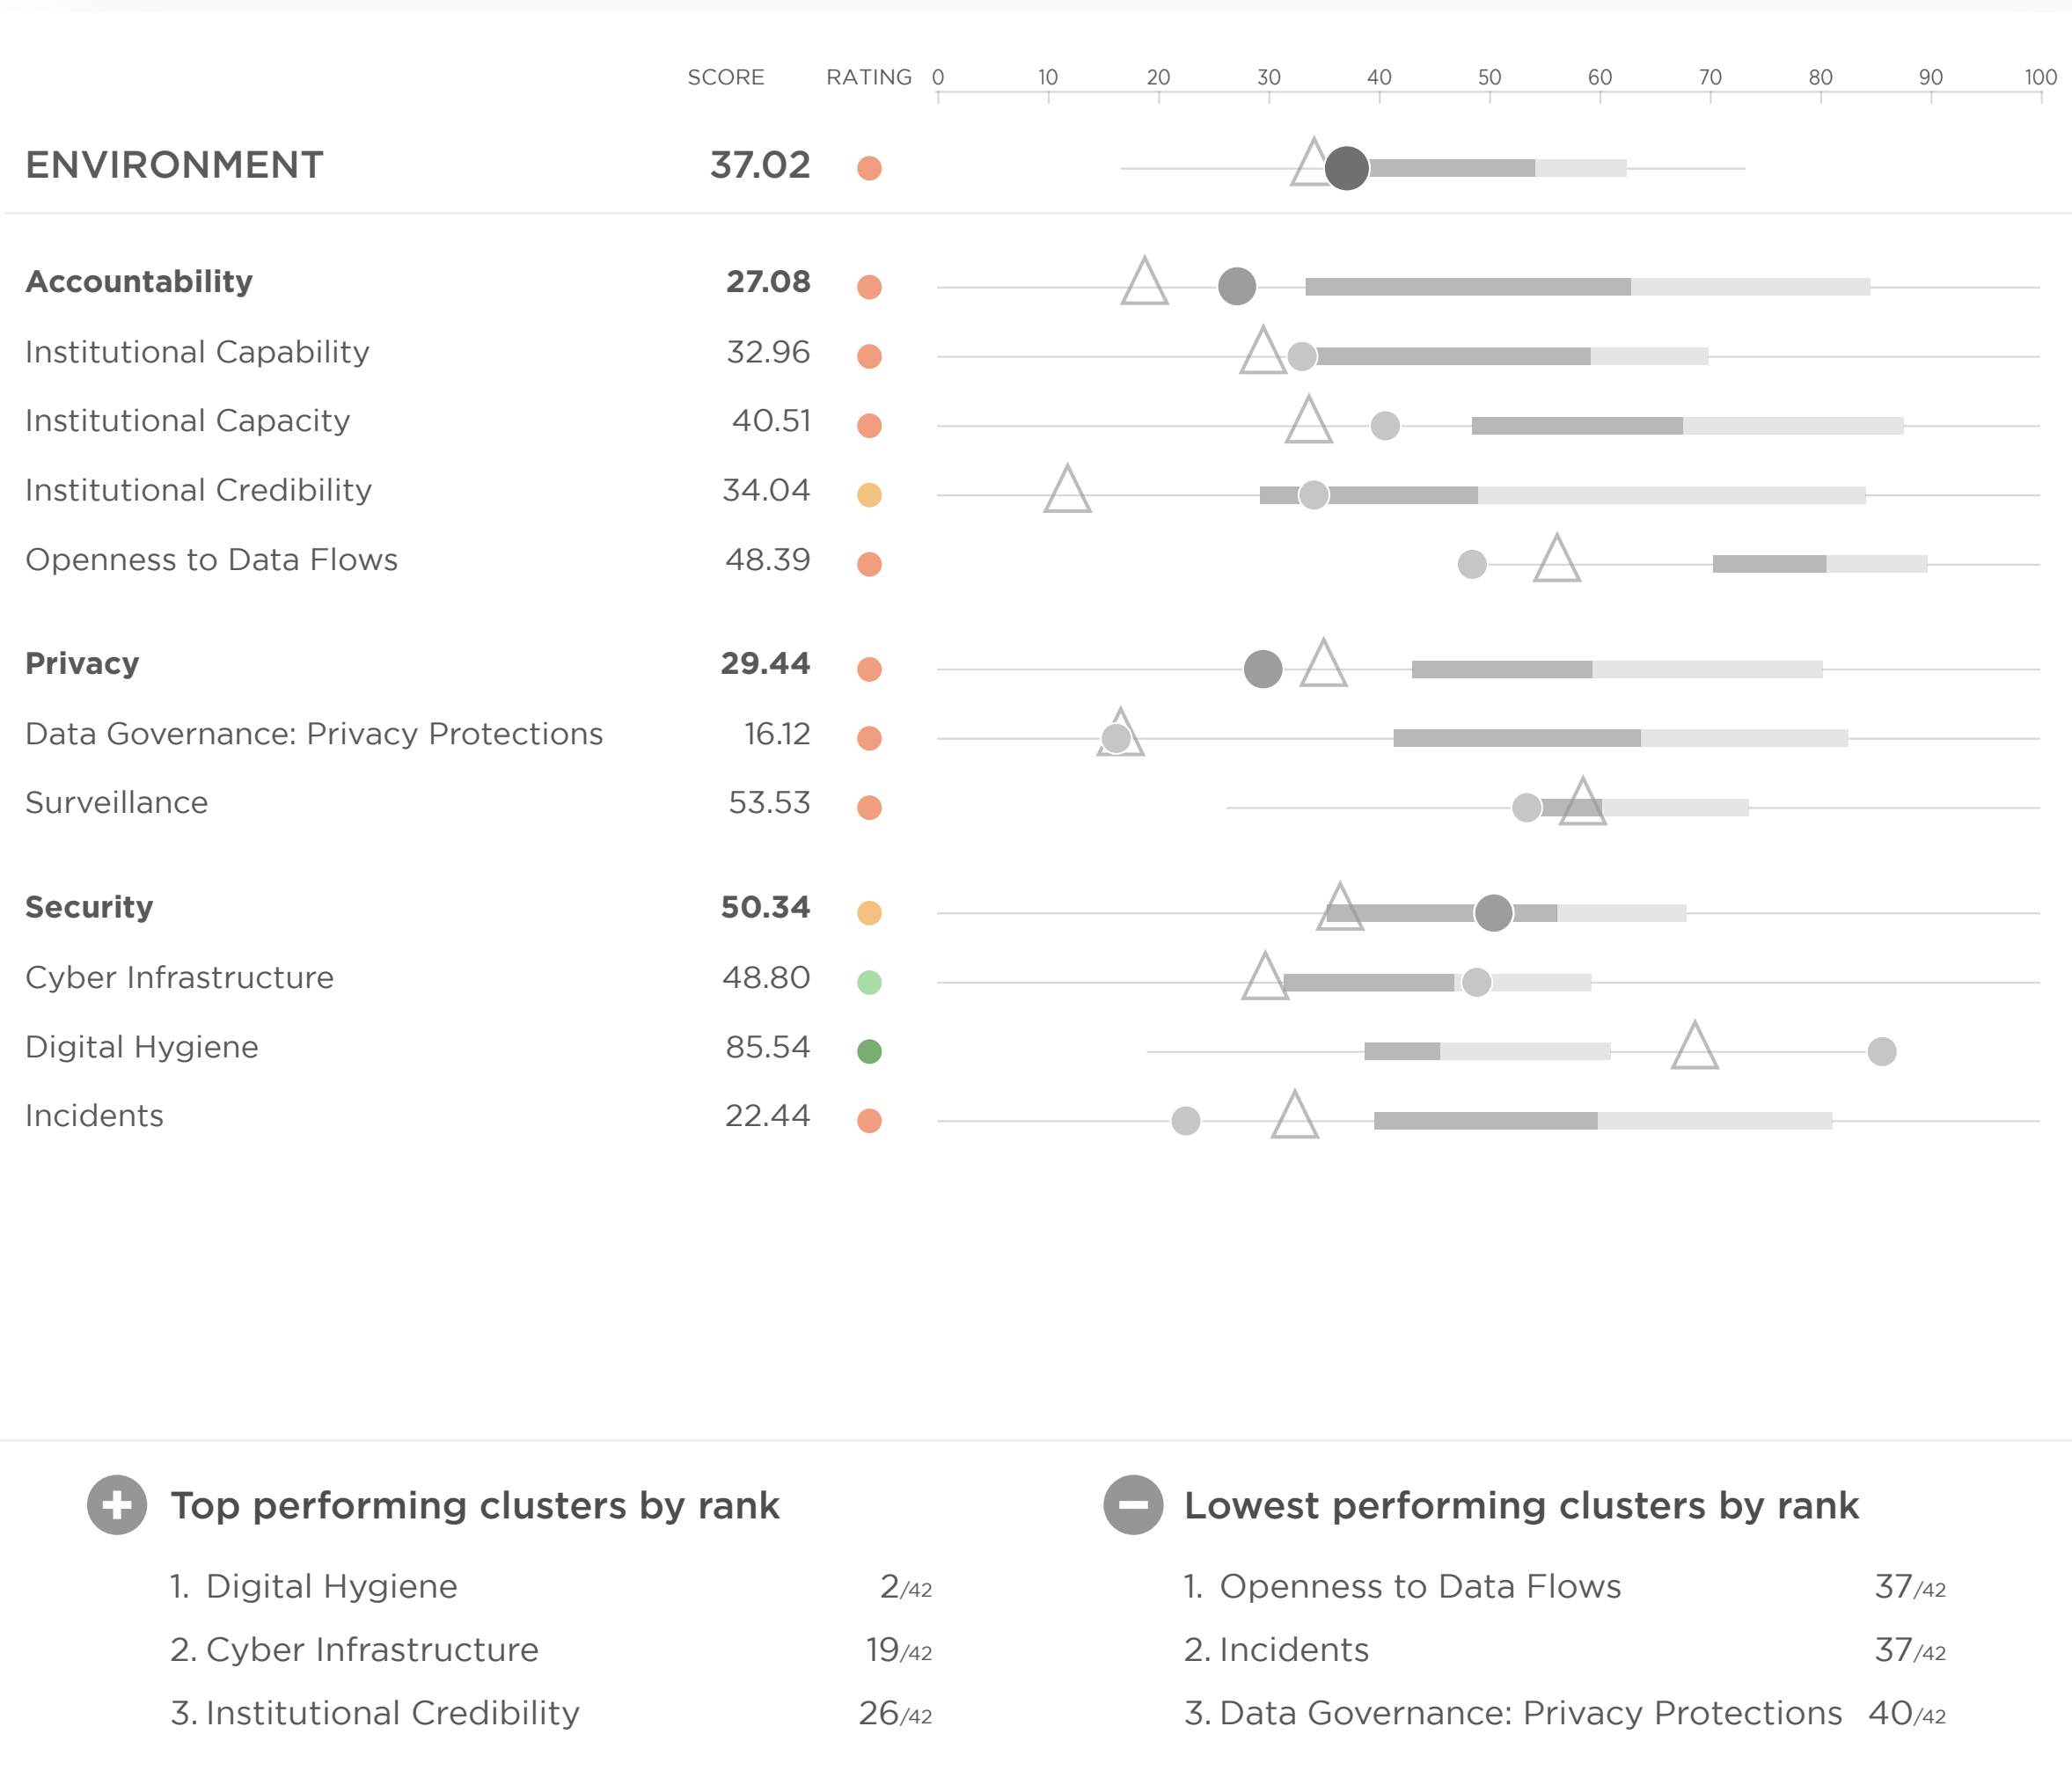 SCORE RATING 0 10 20 30 40 50 60 70 80 90 100
ENVIRONMENT 37.02
Accountability 27.08
Institutional Capability 32.96
Institutional Capacity 40.51
Institutional Credibility 34.04
Openness to Data Flows 48.39
Privacy 29.44
Data Governance: Privacy Protections 16.12
Surveillance 53.53
Security 50.34
Cyber Infrastructure 48.80
Digital Hygiene 85.54
Incidents 22.44
Top performing clusters by rank
1. Digital Hygiene 2/42
2. Cyber Infrastructure 19/42
3. Institutional Credibility 26/42
Lowest performing clusters by rank
1. Openness to Data Flows 37/42
2. Incidents 37/42
3. Data Governance: Privacy Protections 40/42